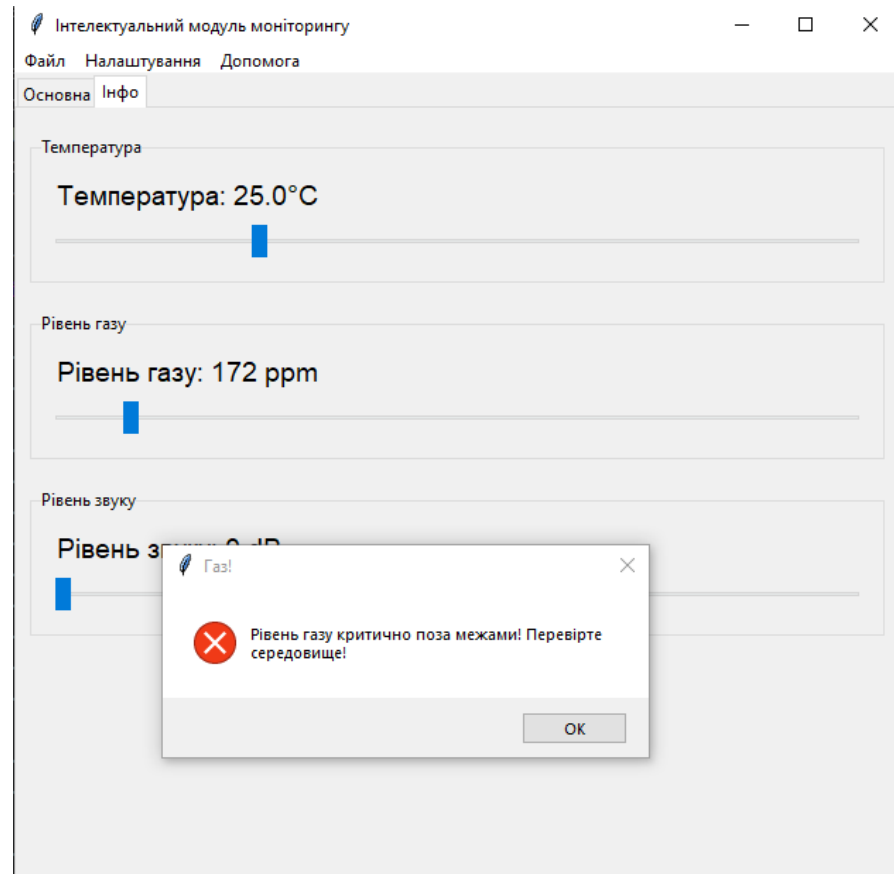 Інтелектуальний модуль моніторингу
Файл Налаштування Допомога
Основна Інфо
Температура
Температура: 25.0°C
Рівень газу
Рівень газу: 172 ppm
Рівень звуку
Рівень
Газ!
Рівень газу критично поза межами! Перевірте
середовище!
OK